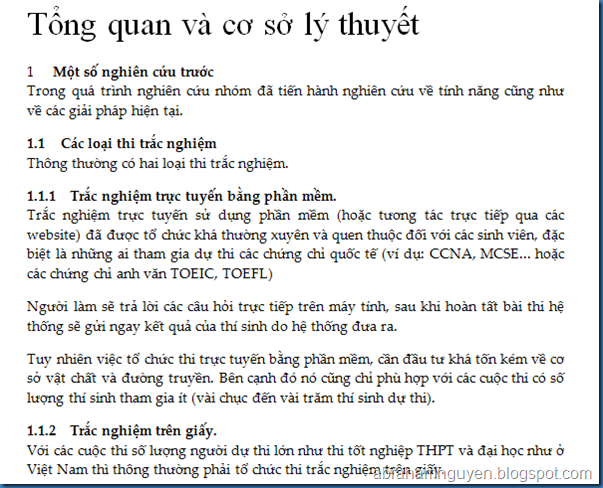 Tổng quan và cơ sở lý thuyết
1 Một số nghiên cứu trước
Trong quá trình nghiên cứu nhóm đã tiến hành nghiên cứu về tính năng cũng như
về các giải pháp hiện tại.
1.1 Các loại thi trắc nghiệm
Thông thường có hai loại thi trắc nghiệm.
1.1.1 Trắc nghiệm trực tuyến bằng phần mềm.
Trắc nghiệm trực tuyến sử dụng phần mềm (hoặc tương tác trực tiếp qua các
website) đã được tổ chức khá thường xuyên và quen thuộc đối với các sinh viên, đặc
biệt là những ai tham gia dự thi các chứng chỉ quốc tế (ví dụ: CCNA, MCSE... hoặc
các chứng chỉ anh văn TOEIC, TOEFL)
Người làm sẽ trả lời các câu hỏi trực tiếp trên máy tính, sau khi hoàn tất bài thi hệ
thống sẽ gửi ngay kết quả của thí sinh do hệ thống đưa ra.
Tuy nhiên việc tổ chức thi trực tuyến bằng phần mềm, cần đầu tư khá tốn kém về cơ
sở vật chất và đường truyền. Bên cạnh đó nó cũng chỉ phù hợp với các cuộc thi có số
lượng thí sinh tham gia ít (vài chục đến vài trăm thí sinh dự thi).
1.1.2 Trắc nghiệm trên giấy.
Với các cuộc thi số lượng người dự thi lớn như thi tốt nghiệp THPT và đại học như ở
Việt Nam thì thông thường phải tổ chức thi trắc nghiệm trên giấy.
abrahamnguyen.blogspot.com